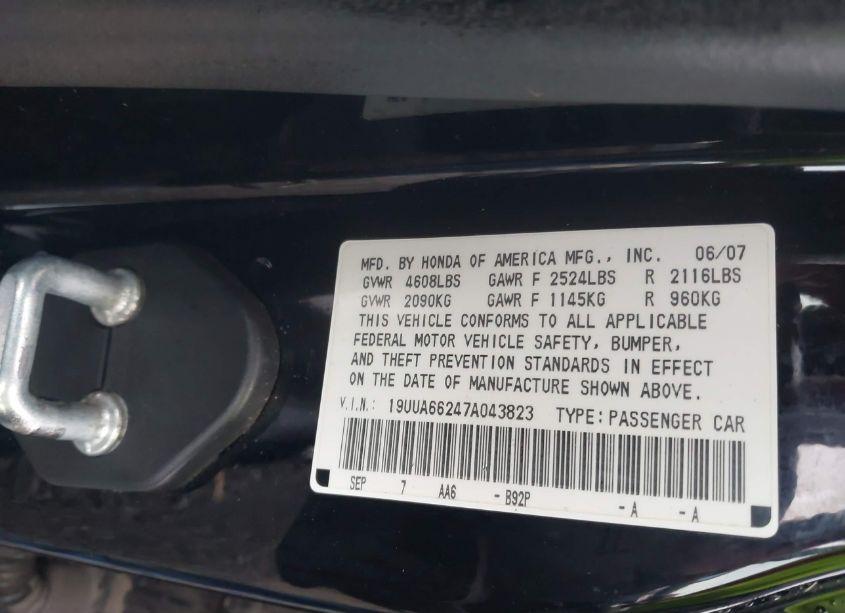 MFD. BY HONDA OF AMERICA MFG., INC. 06/07
GVWR 4608LBS GAWR F 2524LBS R 2116LBS
GVWR 2090KG GAWR F 1145KG R 960KG
THIS VEHICLE CONFORMS TO ALL APPLICABLE
FEDERAL MOTOR VEHICLE SAFETY, BUMPER,
AND THEFT PREVENTION STANDARDS IN EFFECT
ON THE DATE OF MANUFACTURE SHOWN ABOVE.
V.I.N.: 19UUA66247A043823 TYPE:PASSENGER CAR
SEP 7 AA6 - B92P - A - A